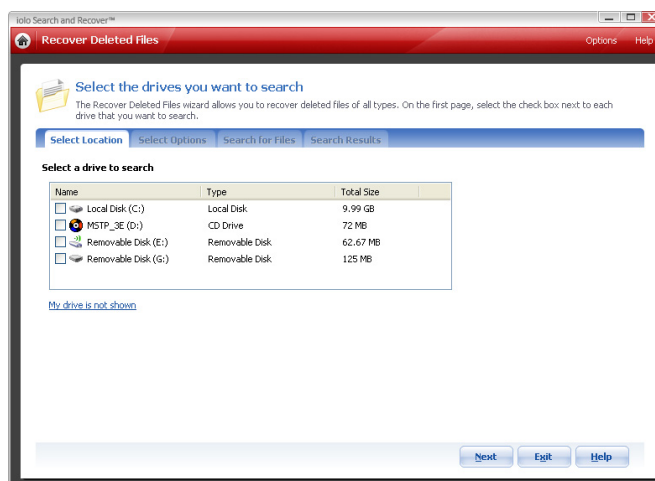 iolo Search and Recover™
Recover Deleted Files
Options Help
Select the drives you want to search
The Recover Deleted Files wizard allows you to recover deleted files of all types. On the first page, select the check box next to each
drive that you want to search.
Select Location Select Options Search for Files Search Results
Select a drive to search
Name Type Total Size
Local Disk (C:) Local Disk 9.99 GB
MSTP_3E (D:) CD Drive 72 MB
Removable Disk (E:) Removable Disk 62.67 MB
Removable Disk (G:) Removable Disk 125 MB
My drive is not shown
Next Exit Help